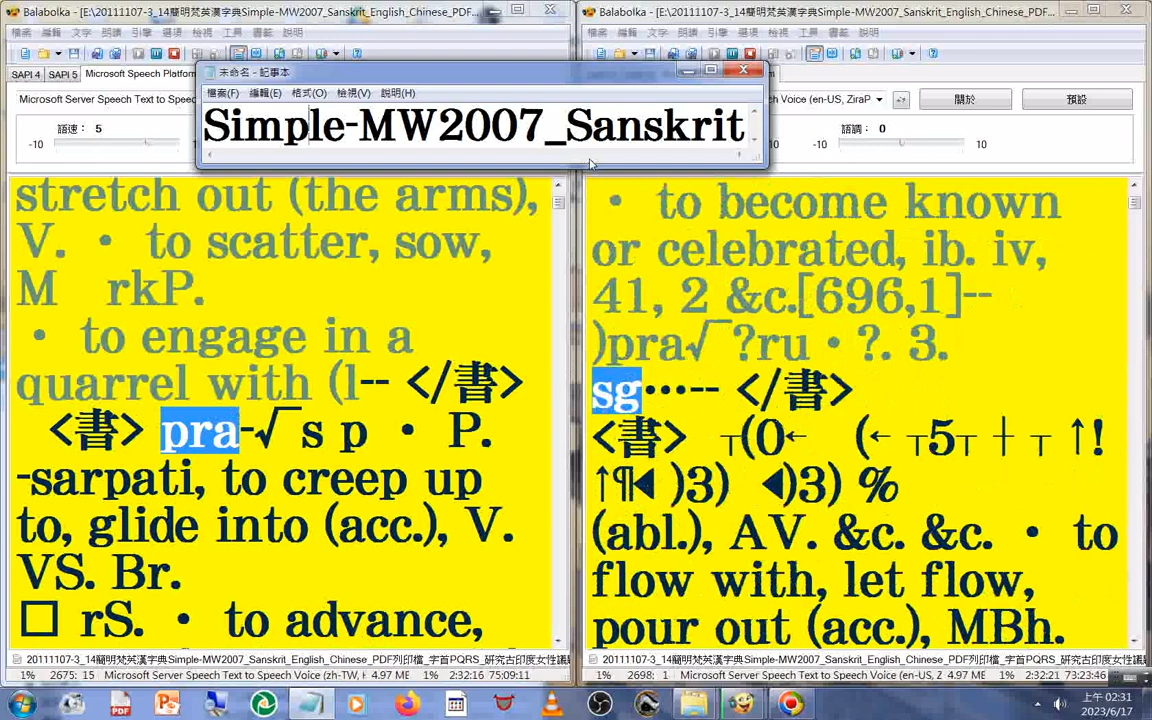 Balabolka - [E:\20111107-3_14簡明梵英漢字典Simple-MW2007_Sanskrit_English_Chinese_PDF...
檔案 編輯 文字 朗讀 引擎 選項 檢視 工具 書籤 說明
SAPI 4 SAPI 5 Microsoft Speech Platform
Microsoft Server Speech Text to Spee
語速： 5
-10
Balabolka - [E:\20111107-3_14簡明梵英漢字典Simple-MW2007_Sanskrit_English_Chinese_PDF...
檔案 編輯 文字 朗讀 引擎 選項 檢視 工具 書籤 說明
Voice (en-US, ZiraP
關於
預設
語調： 0
-10
10
未命名 - 記事本
檔案(F) 編輯(E) 格式(O) 檢視(V) 說明(H)
Simple-MW2007_Sanskrit
stretch out (the arms),
V. • to scatter, sow,
M rkP.
• to engage in a
quarrel with (l-- </書>
<書> pra-√ s p • P.
-sarpati, to creep up
to, glide into (acc.), V.
VS. Br.
□ rS. • to advance,
• to become known
or celebrated, ib. iv,
41, 2 &c.[696,1]--
)pra√ ?ru • ?. 3.
sg•••-- </書>
<書> ┬(0← (← ┬5┬ ┼ ┬ ↑!
↑¶◄ )3) ◄)3) %
(abl.), AV. &c. &c. • to
flow with, let flow,
pour out (acc.), MBh.
20111107-3_14簡明梵英漢字典Simple-MW2007_Sanskrit_English_Chinese_PDF列印檔_字首PQRS_研究古印度女性議
1% 2675: 15 Microsoft Server Speech Text to Speech Voice (zh-TW, H 4.97 MB 1% 2:32:16 75:09:11
20111107-3_14簡明梵英漢字典Simple-MW2007_Sanskrit_English_Chinese_PDF列印檔_字首PQRS_研究古印度女性議
1% 2698: 1 Microsoft Server Speech Text to Speech Voice (en-US, Z 4.97 MB 1% 2:32:21 73:23:46
上午 02:31
2023/6/17